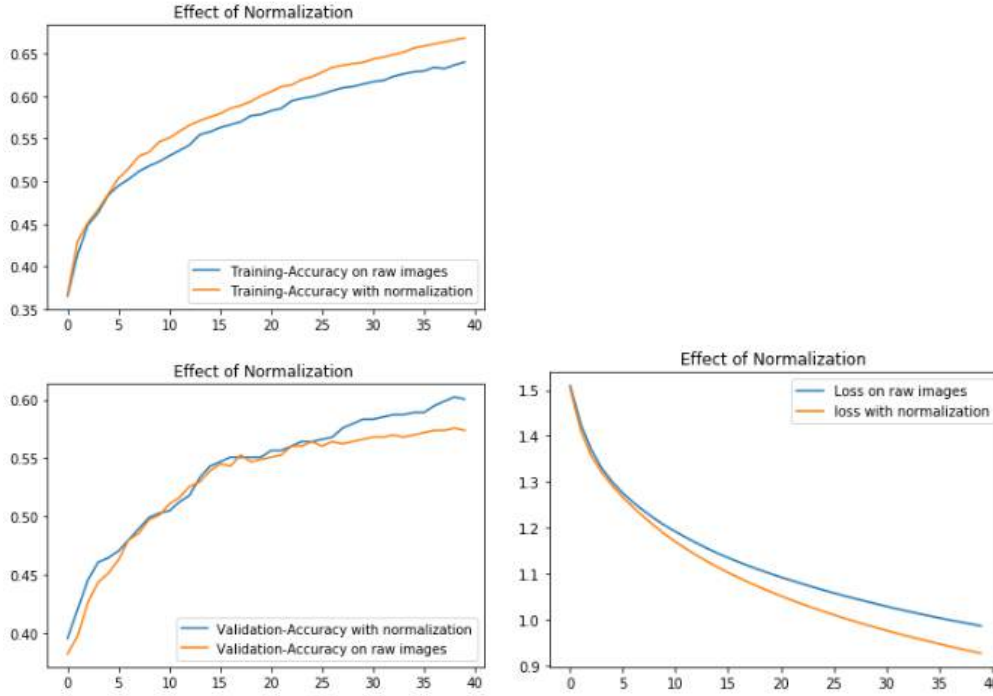 Effect of Normalization
0.65
0.60
0.55
0.50
0.45
0.40
0.35
Training-Accuracy on raw images
Training-Accuracy with normalization
0 5 10 15 20 25 30 35 40
Effect of Normalization
0.60
0.55
0.50
0.45
0.40
Validation-Accuracy with normalization
Validation-Accuracy on raw images
0 5 10 15 20 25 30 35 40
Effect of Normalization
1.5
1.4
1.3
1.2
1.1
1.0
0.9
Loss on raw images
loss with normalization
0 5 10 15 20 25 30 35 40